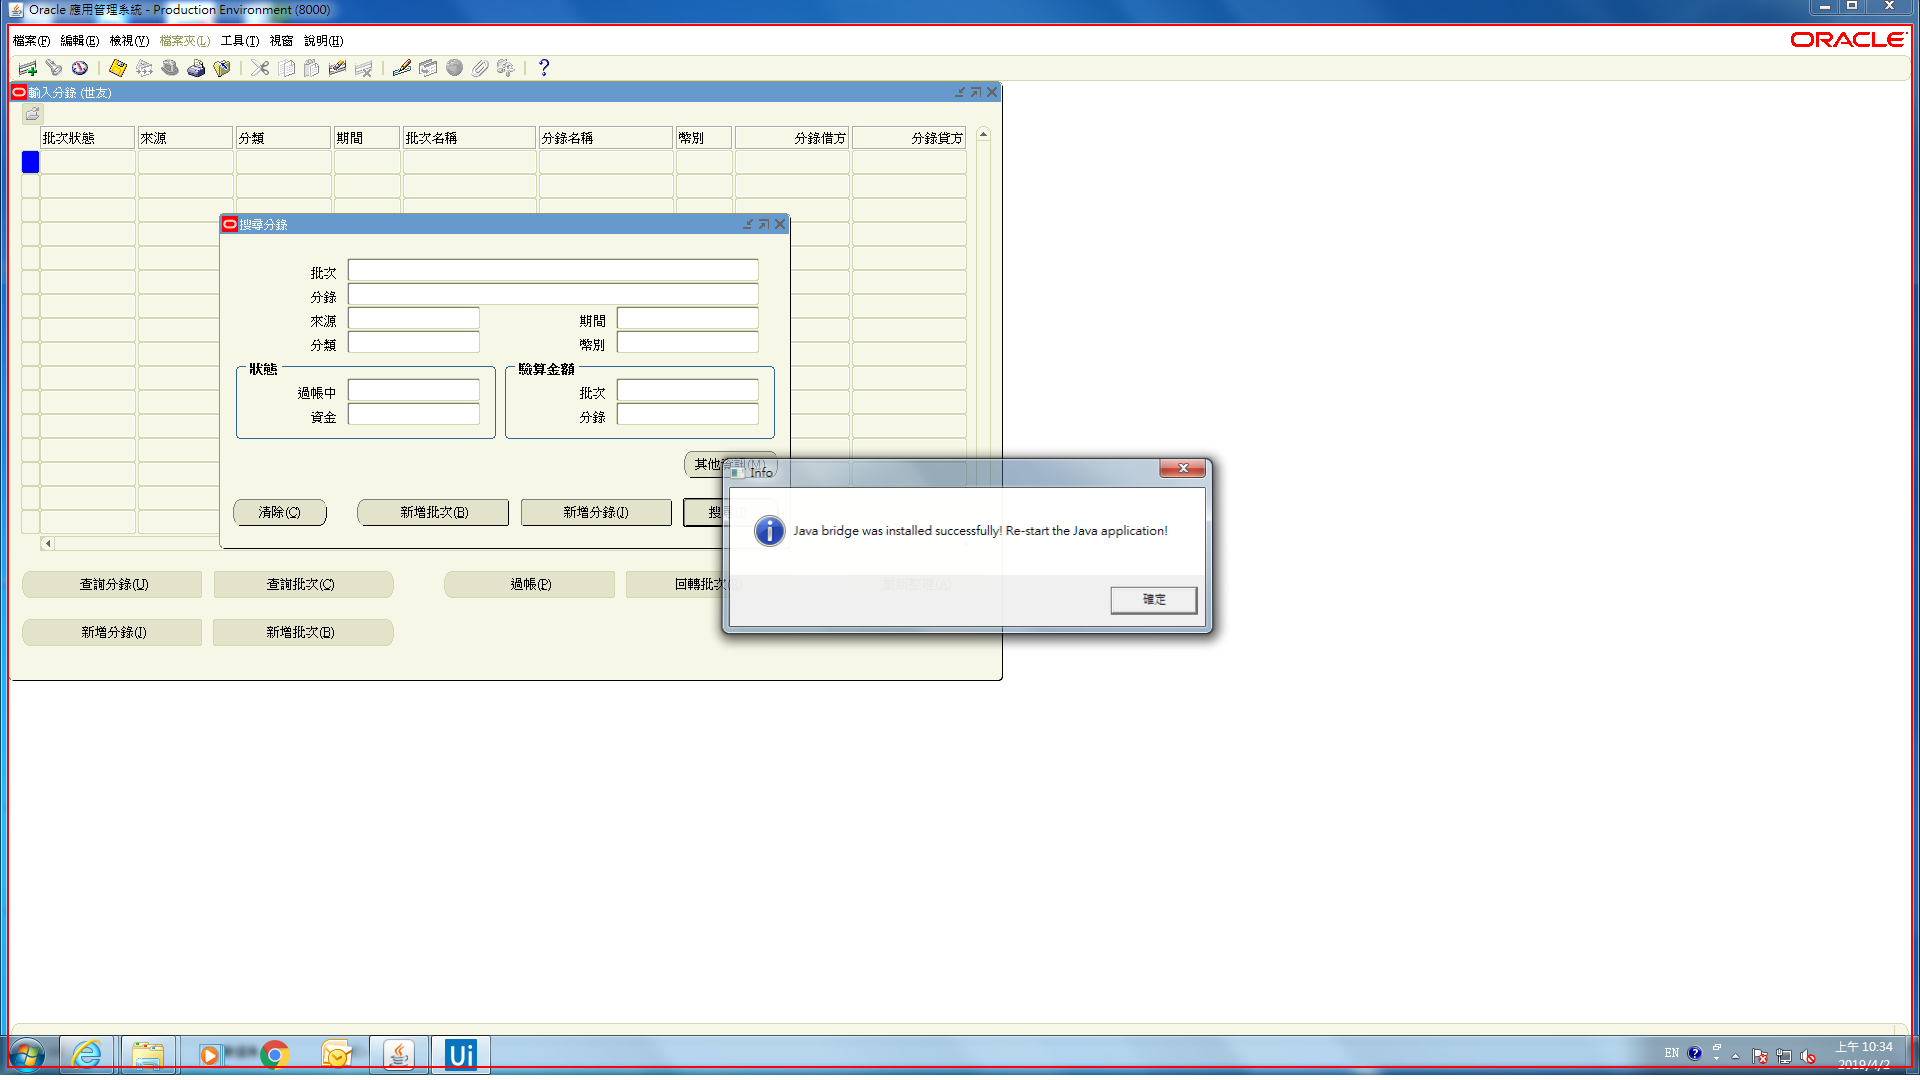 Oracle 應用管理系統 - Production Environment (8000)
檔案(F) 編輯(E) 檢視(V) 檔案夾(L) 工具(T) 視窗 說明(H)
ORACLE
輸入分錄 (世友)
批次狀態 來源 分類 期間 批次名稱 分錄名稱 幣別 分錄借方 分錄貸方
搜尋分錄
批次
分錄
來源 期間
分類 幣別
狀態 驗算金額
過帳中 批次
資金 分錄
其他
Info
清除(C) 新增批次(B) 新增分錄(J) 搜
Java bridge was installed successfully! Re-start the Java application!
查詢分錄(U) 查詢批次(C) 過帳(P) 回轉批次 重新整理(A)
確定
新增分錄(J) 新增批次(B)
Ui
EN
上午 10:34
2019/4/2